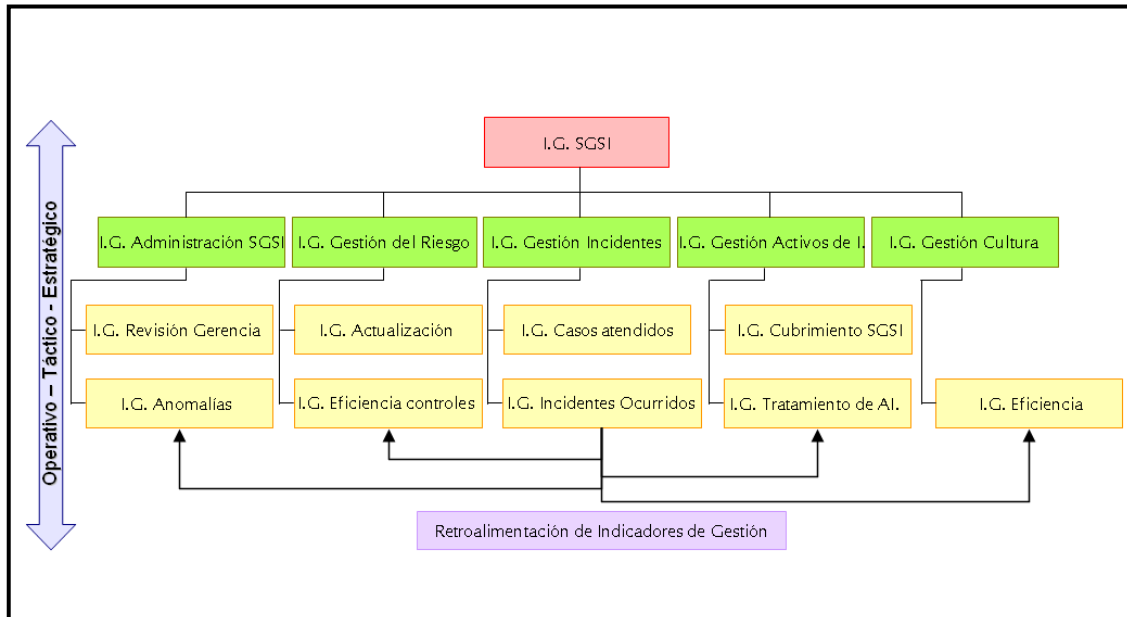 I.G. SGSI
I.G. Administración SGSI
I.G. Gestión del Riesgo
I.G. Gestión Incidentes
I.G. Gestión Activos de I.
I.G. Gestión Cultura
I.G. Revisión Gerencia
I.G. Actualización
I.G. Casos atendidos
I.G. Cubrimiento SGSI
I.G. Anomalías
I.G. Eficiencia controles
I.G. Incidentes Ocurridos
I.G. Tratamiento de AI.
I.G. Eficiencia
Operativo – Táctico - Estratégico
Retroalimentación de Indicadores de Gestión